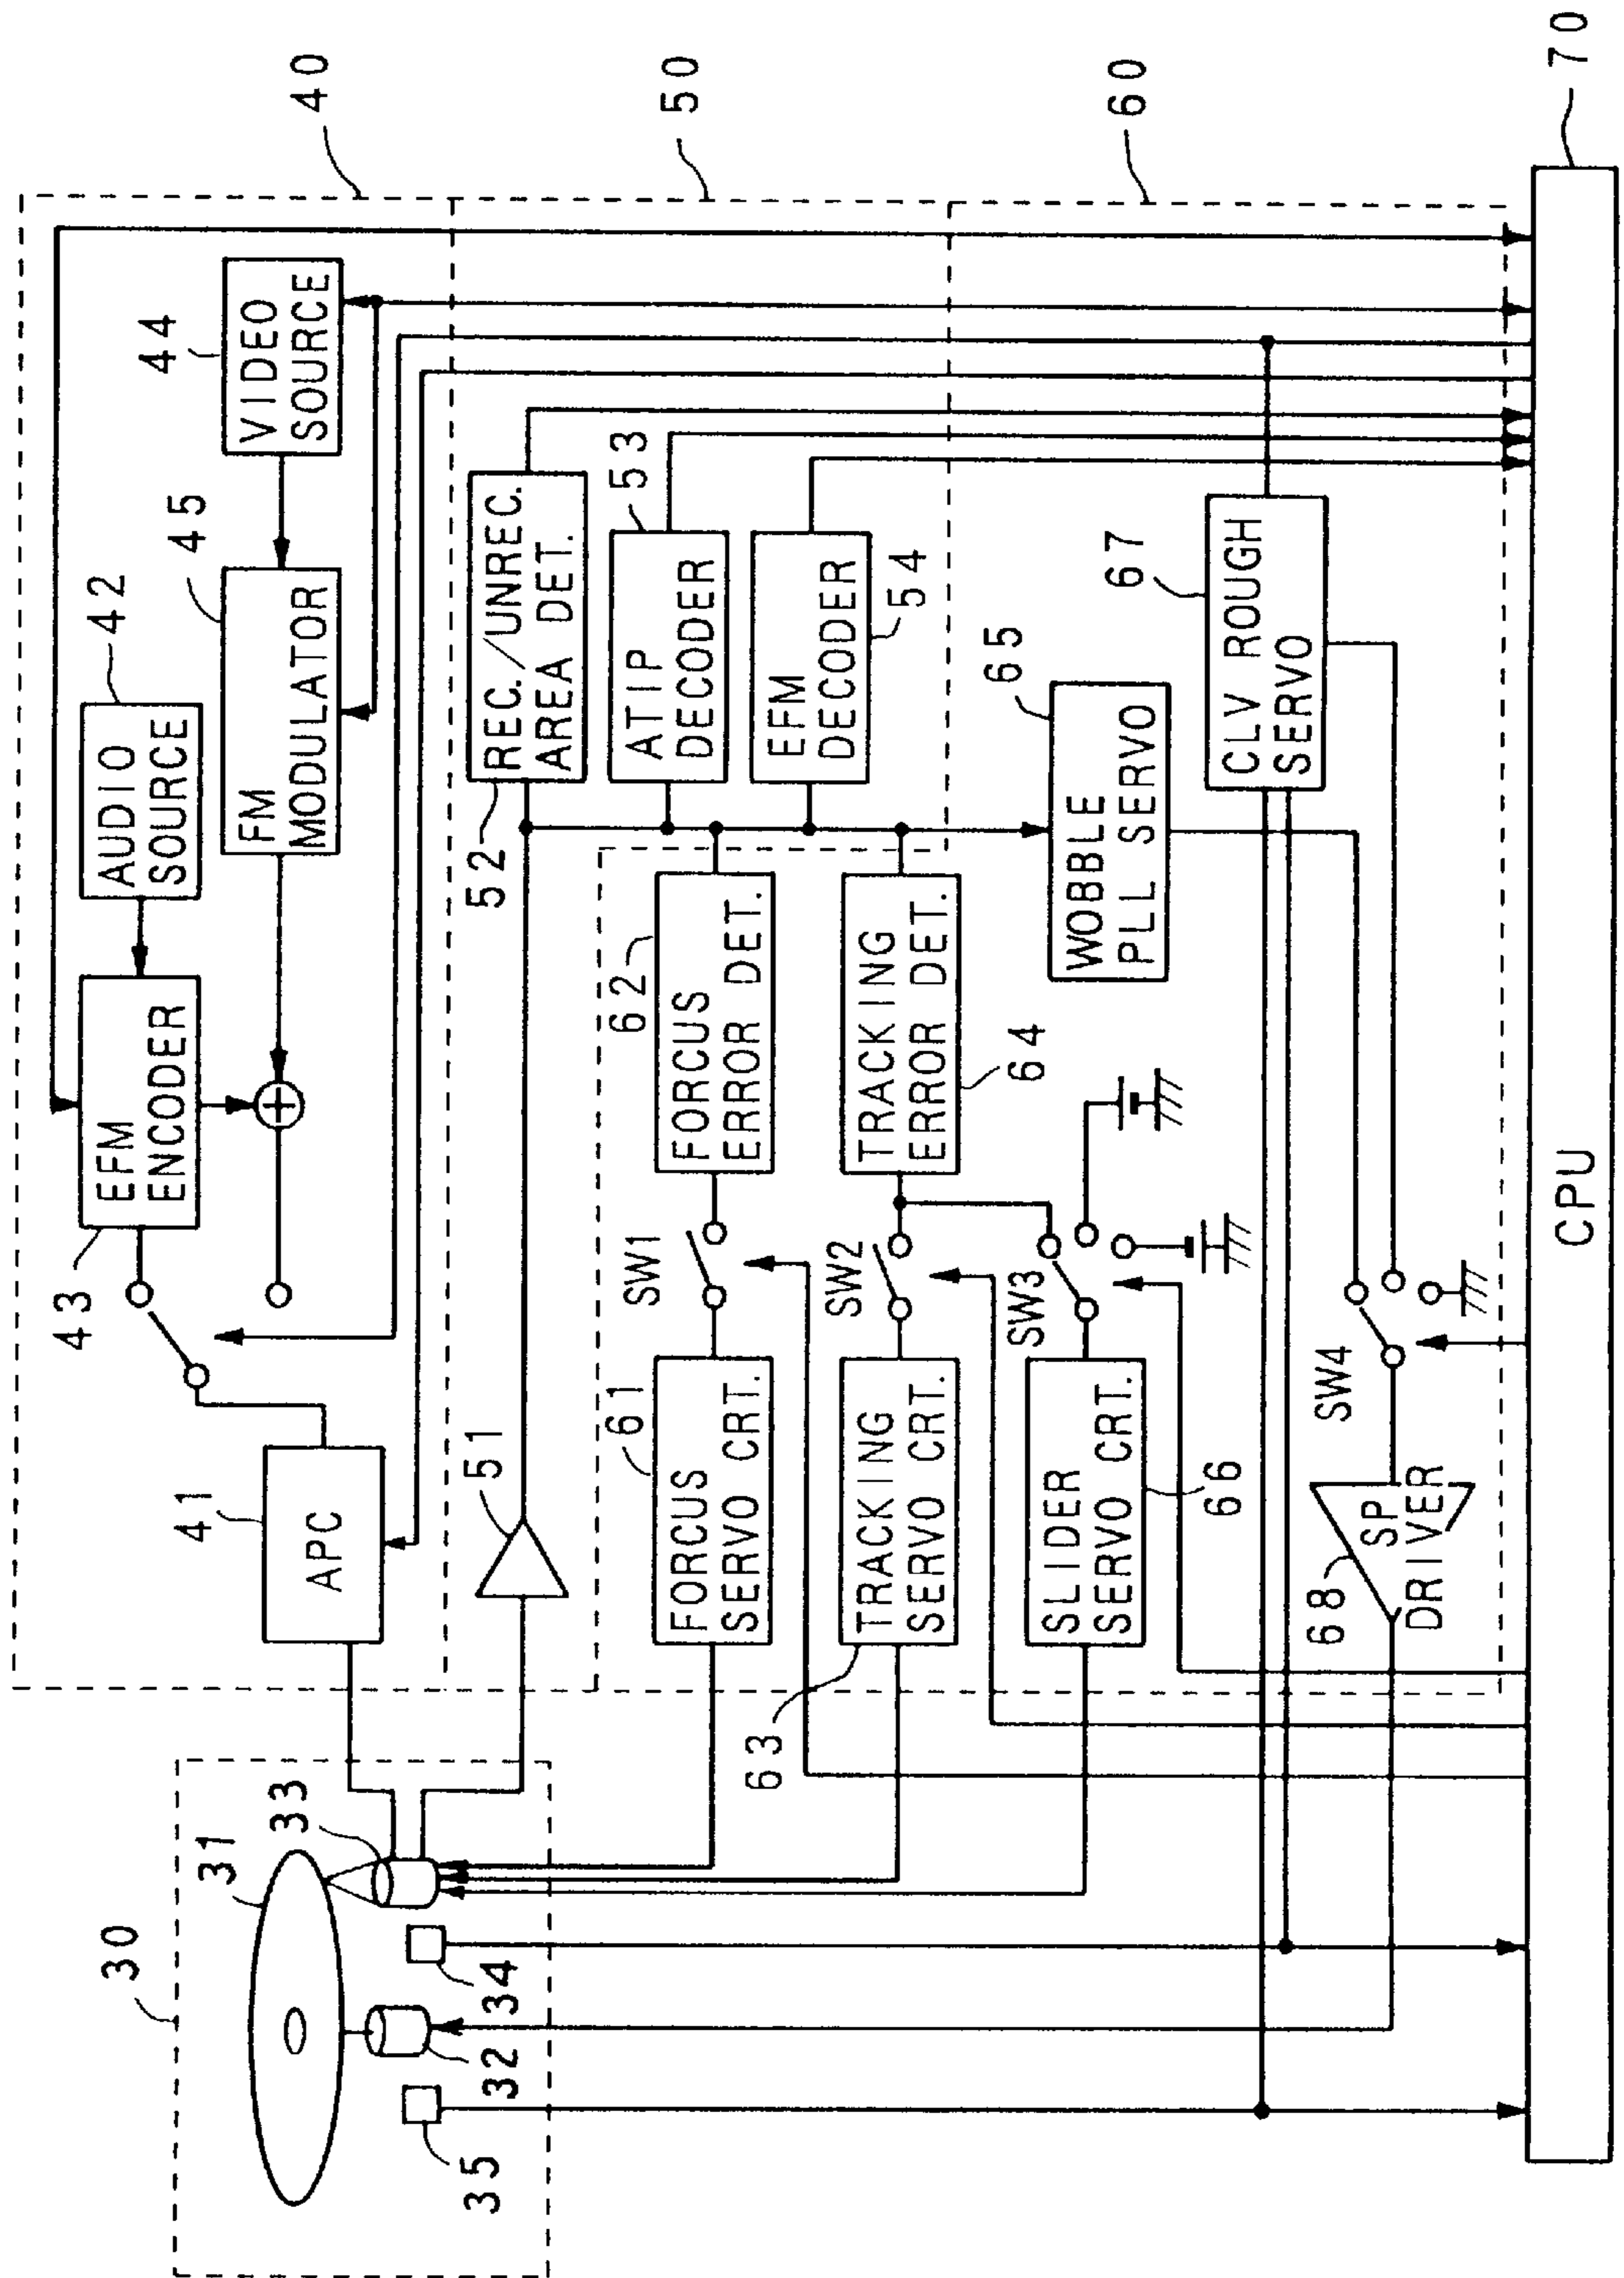 40
50
60
70
44
VIDEO
SOURCE
45
FM
MODULATOR
42
AUDIO
SOURCE
43
EFM
ENCODER
41
APC
52
REC./UNREC.
AREA DET.
53
ATIP
DECODER
54
EFM
DECODER
51
62
FORCUS
ERROR DET.
SW1
61
FORCUS
SERVO CRT.
64
TRACKING
ERROR DET.
SW2
63
TRACKING
SERVO CRT.
SW3
66
SLIDER
SERVO CRT.
65
WOBBLE
PLL SERVO
67
CLV ROUGH
SERVO
SW4
68
SP
DRIVER
30
31
33
34
32
35
CPU